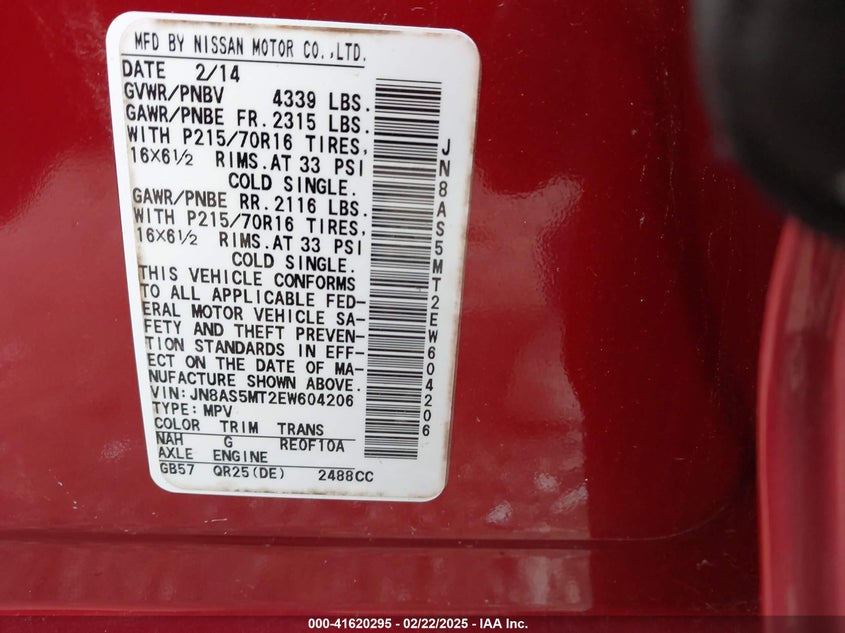 MFD BY NISSAN MOTOR CO.,LTD.
DATE 2/14
GVWR/PNBV 4339 LBS.
GAWR/PNBE FR. 2315 LBS.
WITH P215/70R16 TIRES,
16X6½ RIMS. AT 33 PSI
COLD SINGLE.
GAWR/PNBE RR. 2116 LBS.
WITH P215/70R16 TIRES,
16X6½ RIMS. AT 33 PSI
COLD SINGLE.
THIS VEHICLE CONFORMS
TO ALL APPLICABLE FED-
ERAL MOTOR VEHICLE SA-
FETY AND THEFT PREVEN-
TION STANDARDS IN EFF-
ECT ON THE DATE OF MA-
NUFACTURE SHOWN ABOVE.
VIN: JN8AS5MT2EW604206
TYPE: MPV
COLOR TRIM TRANS
NAH G RE0F10A
AXLE ENGINE
GB57 QR25(DE) 2488CC
JN8AS5MT2EW604206
000-41620295 - 02/22/2025 - IAA Inc.